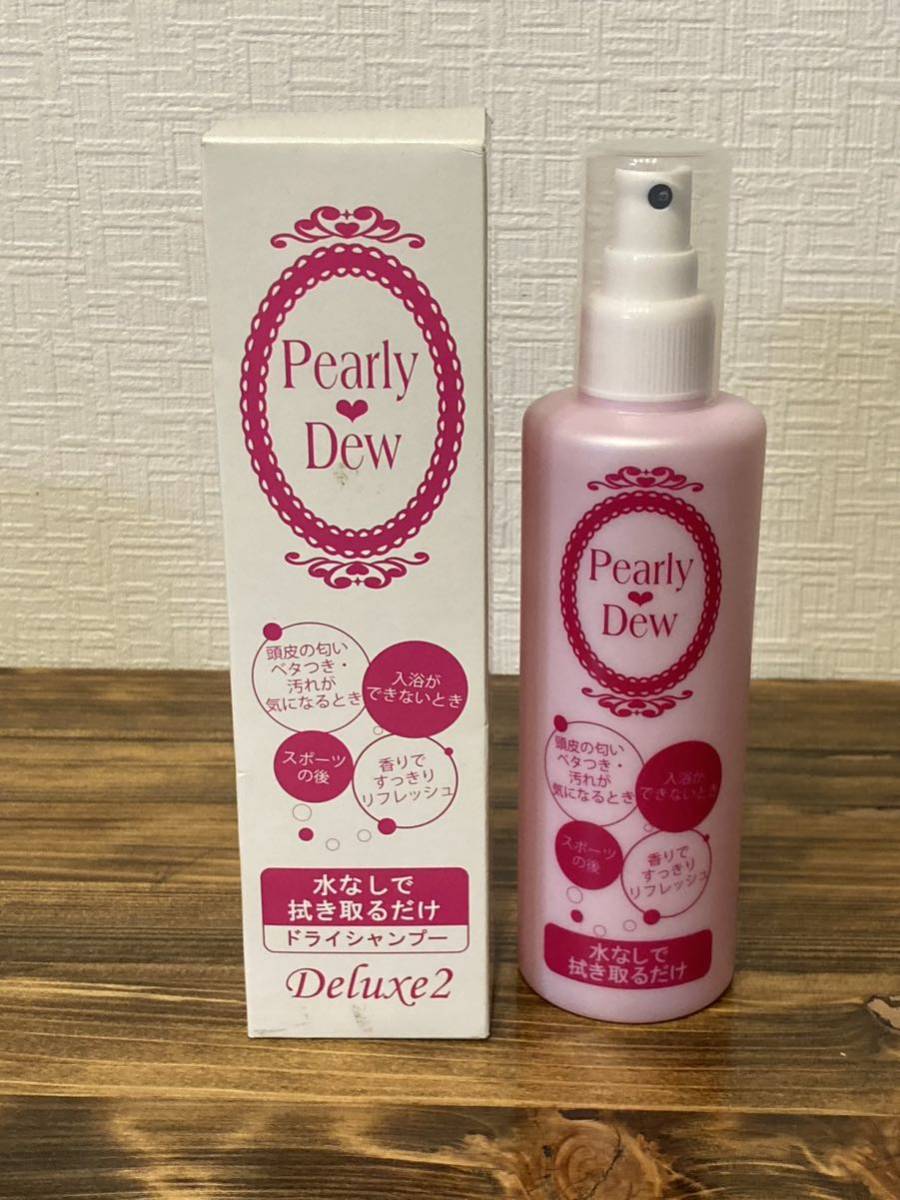 Pearly
Dew
頭皮の匂い
ベタつき・
汚れが
気になるとき
入浴が
できないとき
スポーツ
の後
香りで
すっきり
リフレッシュ
水なしで
拭き取るだけ
ドライシャンプー
Deluxe2
Pearly
Dew
頭皮の匂い
ベタつき・
汚れが
気になるとき
入浴が
できないとき
スポーツ
の後
香りで
すっきり
リフレッシュ
水なしで
拭き取るだけ